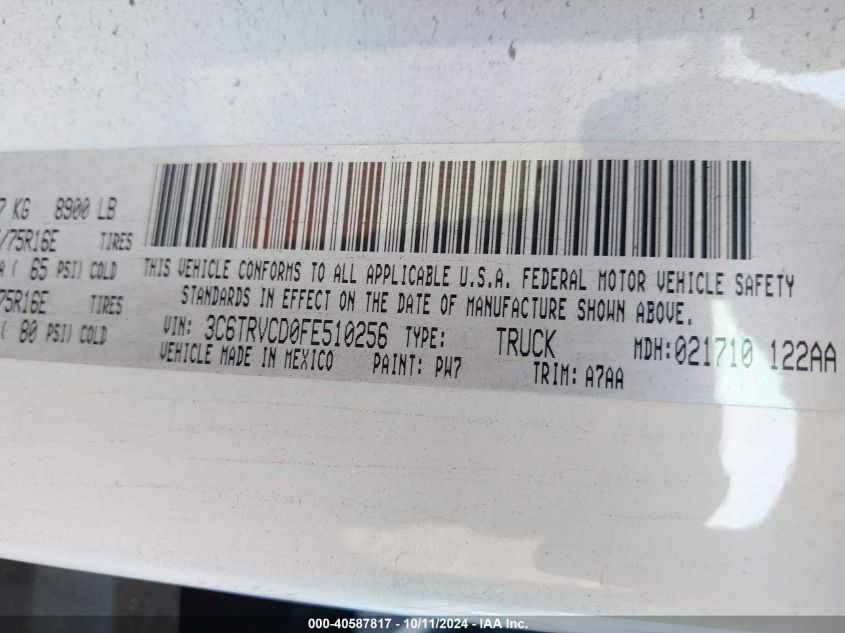 7 KG 8900 LB
/75R16E TIRES
A ( 65 PSI) COLD
75R16E TIRES
( 80 PSI) COLD
THIS VEHICLE CONFORMS TO ALL APPLICABLE U.S.A. FEDERAL MOTOR VEHICLE SAFETY
STANDARDS IN EFFECT ON THE DATE OF MANUFACTURE SHOWN ABOVE.
VIN: 3C6TRVCD0FE510256 TYPE: TRUCK MDH:021710 122AA
VEHICLE MADE IN MEXICO PAINT: PW7 TRIM: A7AA
000-40587817 - 10/11/2024 - IAA Inc.